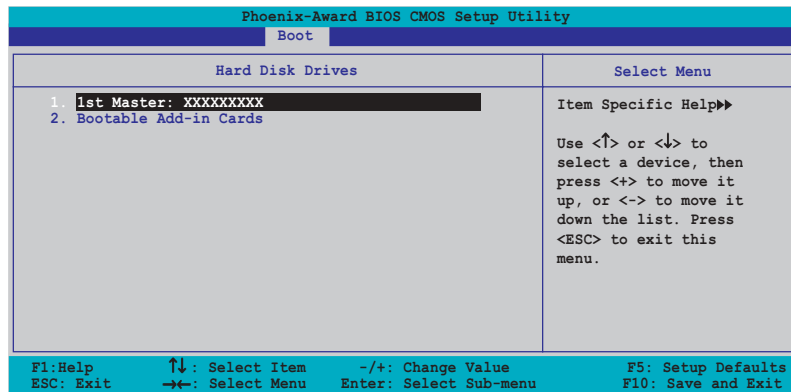 Phoenix-Award BIOS CMOS Setup Utility
Boot
Hard Disk Drives
Select Menu
1. 1st Master: XXXXXXXXX
2. Bootable Add-in Cards
Item Specific Help▶▶
Use <↑> or <↓> to
select a device, then
press <+> to move it
up, or <-> to move it
down the list. Press
<ESC> to exit this
menu.
F1:Help ↑↓: Select Item -/+: Change Value F5: Setup Defaults
ESC: Exit →←: Select Menu Enter: Select Sub-menu F10: Save and Exit